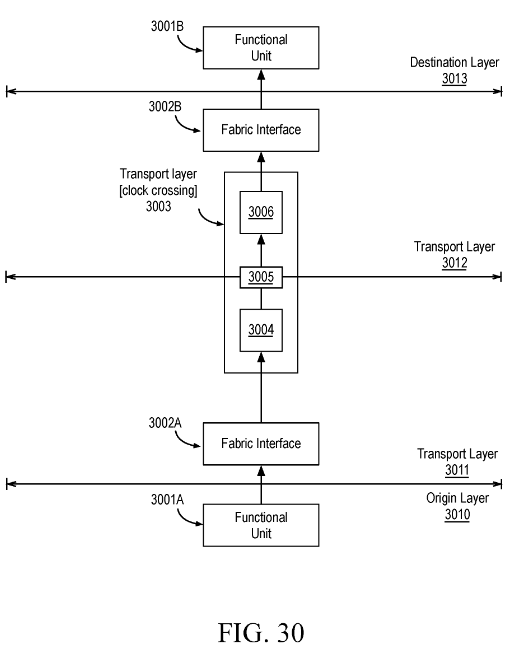 3001B
Functional
Unit
Destination Layer
3013
3002B
Fabric Interface
Transport layer
[clock crossing]
3003
3006
Transport Layer
3005
3012
3004
3002A
Fabric Interface
Transport Layer
3011
3001A
Origin Layer
Functional
Unit
3010
FIG. 30